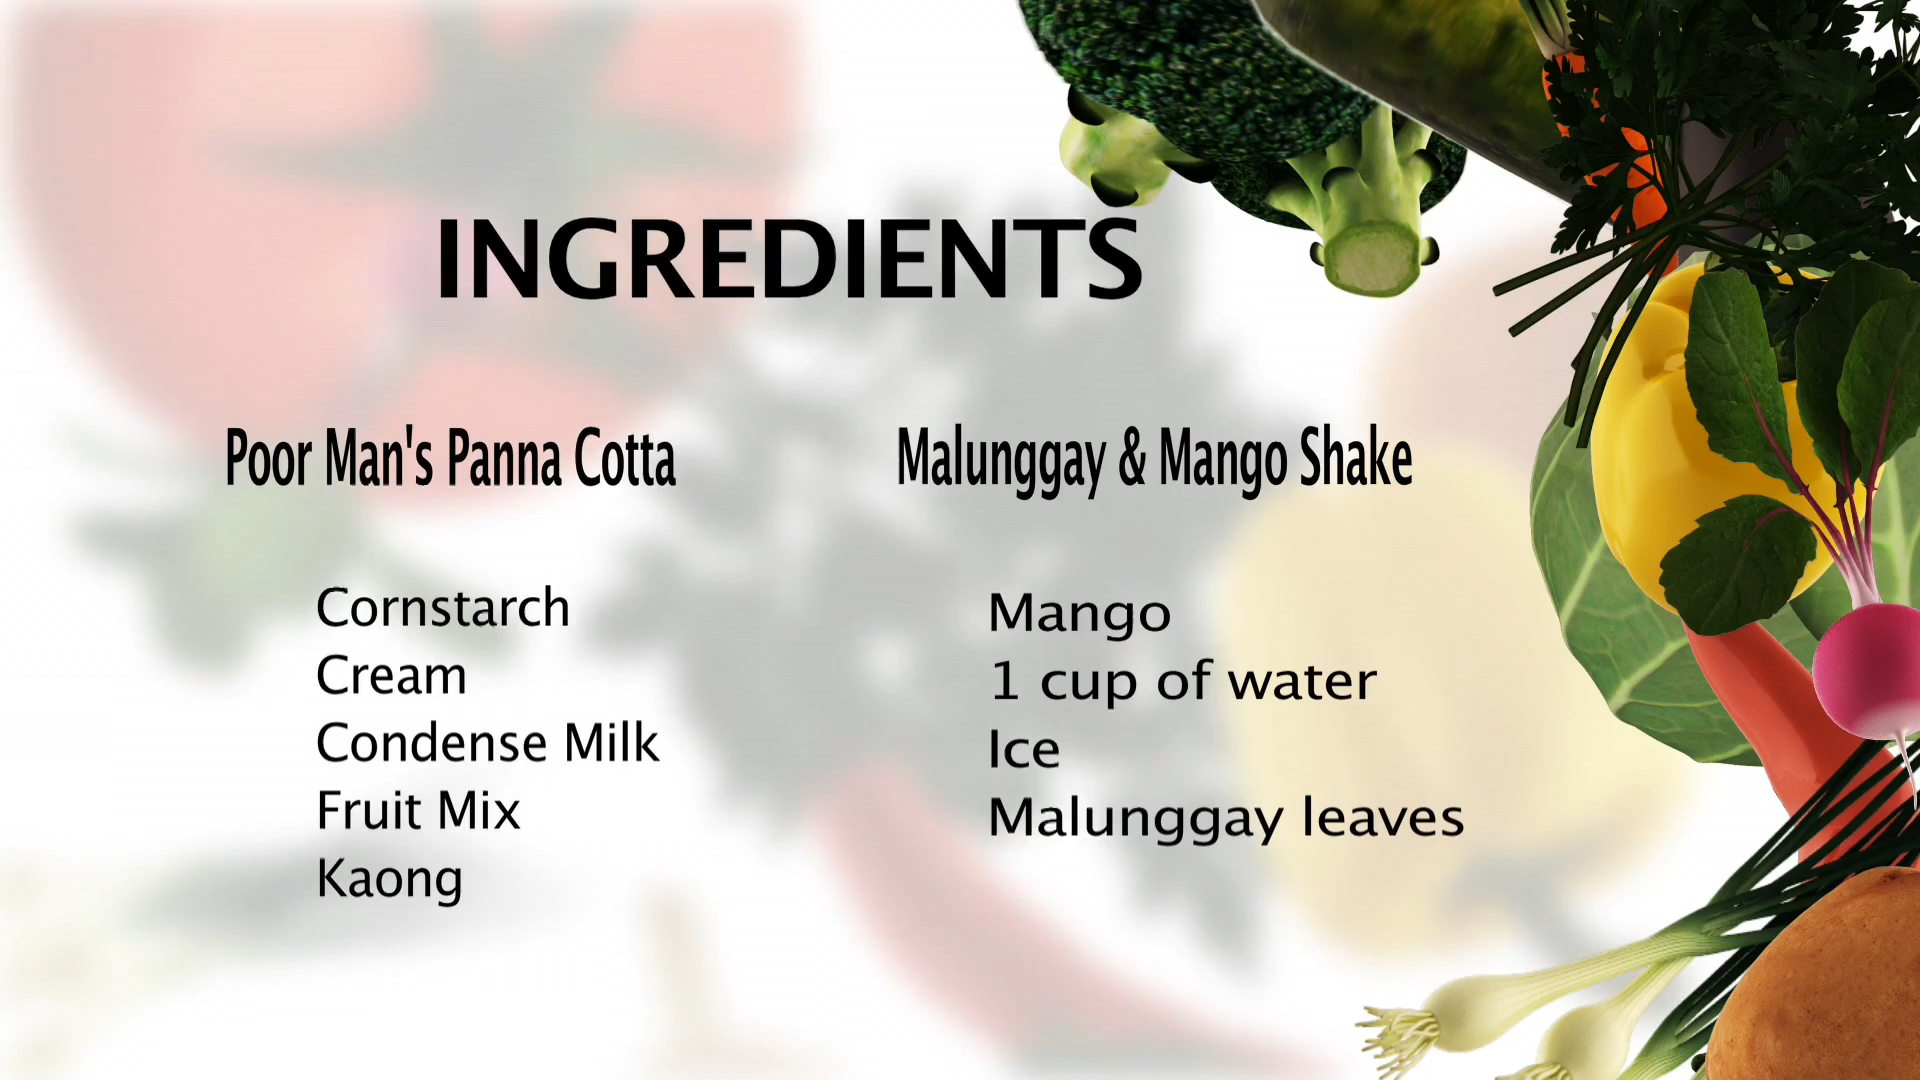 INGREDIENTS
Poor Man's Panna Cotta
Cornstarch
Cream
Condense Milk
Fruit Mix
Kaong
Malunggay & Mango Shake
Mango
1 cup of water
Ice
Malunggay leaves